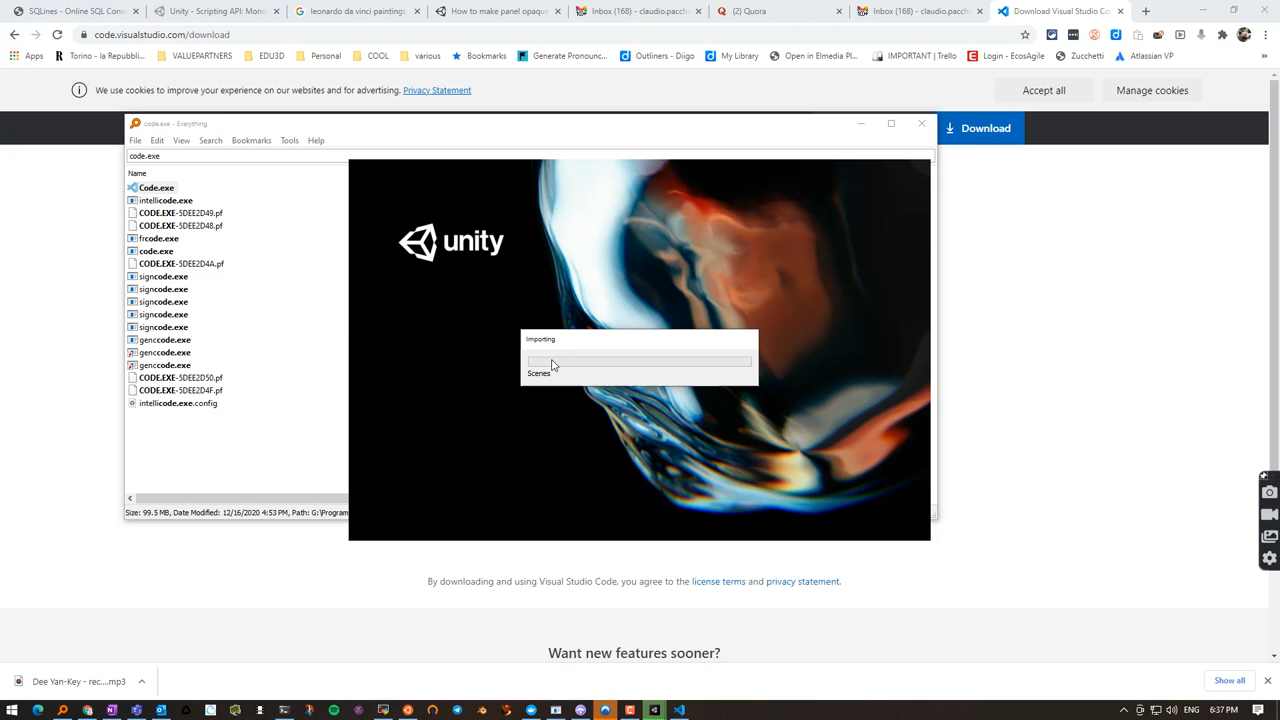 SQLines - Online SQL Conv
Unity - Scripting API: Mono
leonardo da vinci paintings
How to make panel opaque
Inbox (168) - claudio.pacch
(2) Quora
Inbox (168) - claudio.pacch
Download Visual Studio Co
code.visualstudio.com/download
Apps
Torino - la Repubbli...
VALUEPARTNERS
EDU3D
Personal
COOL
various
Bookmarks
Generate Pronounc...
Outliners - Diigo
My Library
Open in Elmedia Pl...
IMPORTANT | Trello
Login - EcosAgile
Zucchetti
Atlassian VP
We use cookies to improve your experience on our websites and for advertising. Privacy Statement
Accept all
Manage cookies
Download
code.exe - Everything
File Edit View Search Bookmarks Tools Help
code.exe
Name
Code.exe
intellicode.exe
CODE.EXE-5DEE2D49.pf
CODE.EXE-5DEE2D48.pf
frcode.exe
code.exe
CODE.EXE-5DEE2D4A.pf
signcode.exe
signcode.exe
signcode.exe
signcode.exe
signcode.exe
genccode.exe
genccode.exe
genccode.exe
CODE.EXE-5DEE2D50.pf
CODE.EXE-5DEE2D4F.pf
intellicode.exe.config
Size: 99.5 MB, Date Modified: 12/16/2020 4:53 PM, Path: G:\Program
unity
Importing
Scenes
By downloading and using Visual Studio Code, you agree to the license terms and privacy statement.
Want new features sooner?
Dee Yan-Key - rec....mp3
Show all
ENG
6:37 PM